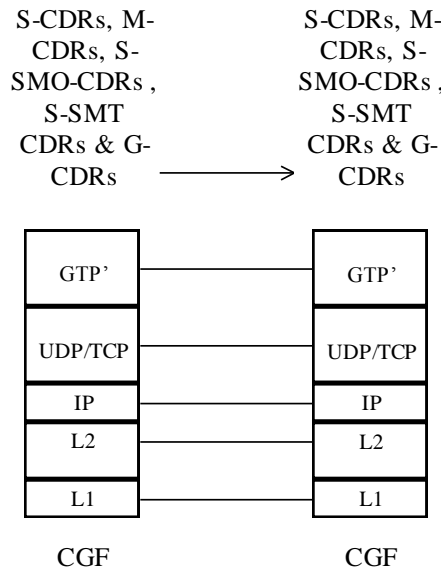 S-CDRs, M-
CDRs, S-
SMO-CDRs ,
S-SMT
CDRs & G-
CDRs
S-CDRs, M-
CDRs, S-
SMO-CDRs ,
S-SMT
CDRs & G-
CDRs
GTP’
GTP’
UDP/TCP
UDP/TCP
IP
IP
L2
L2
L1
L1
CGF
CGF